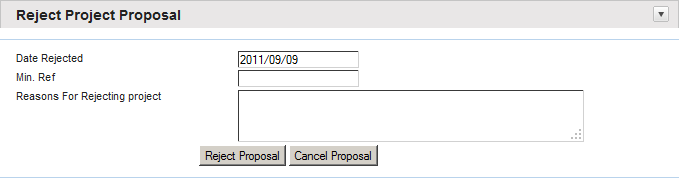 Reject Project Proposal
Date Rejected 2011/09/09
Min. Ref
Reasons For Rejecting project
Reject Proposal Cancel Proposal